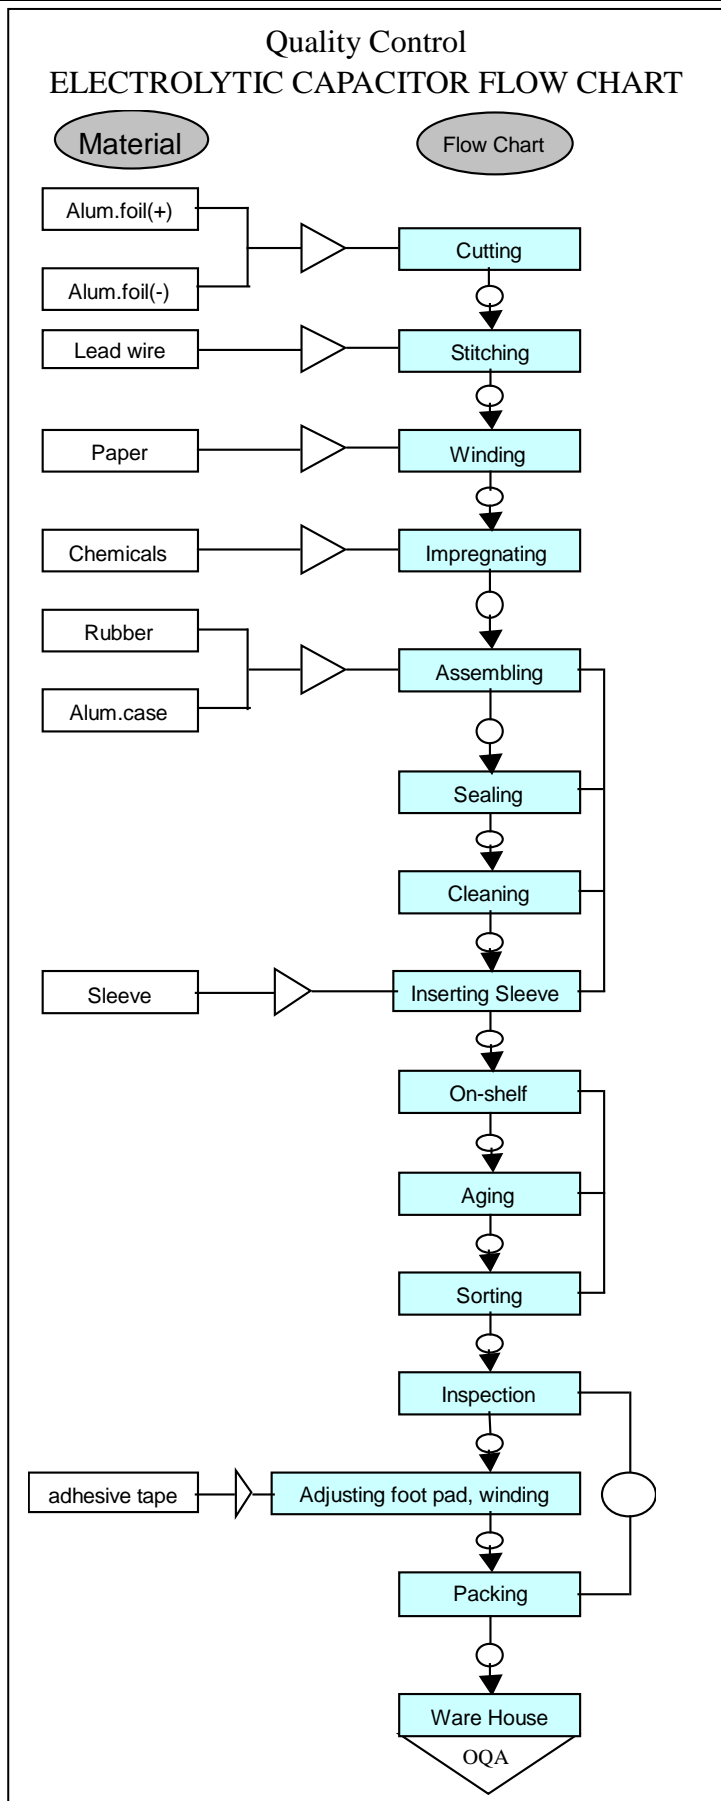 Quality Control
ELECTROLYTIC CAPACITOR FLOW CHART
Material
Flow Chart
Alum.foil(+)
Cutting
Alum.foil(-)
Lead wire
Stitching
Paper
Winding
Chemicals
Impregnating
Rubber
Assembling
Alum.case
Sealing
Cleaning
Sleeve
Inserting Sleeve
On-shelf
Aging
Sorting
Inspection
adhesive tape
Adjusting foot pad, winding
Packing
Ware House
OQA